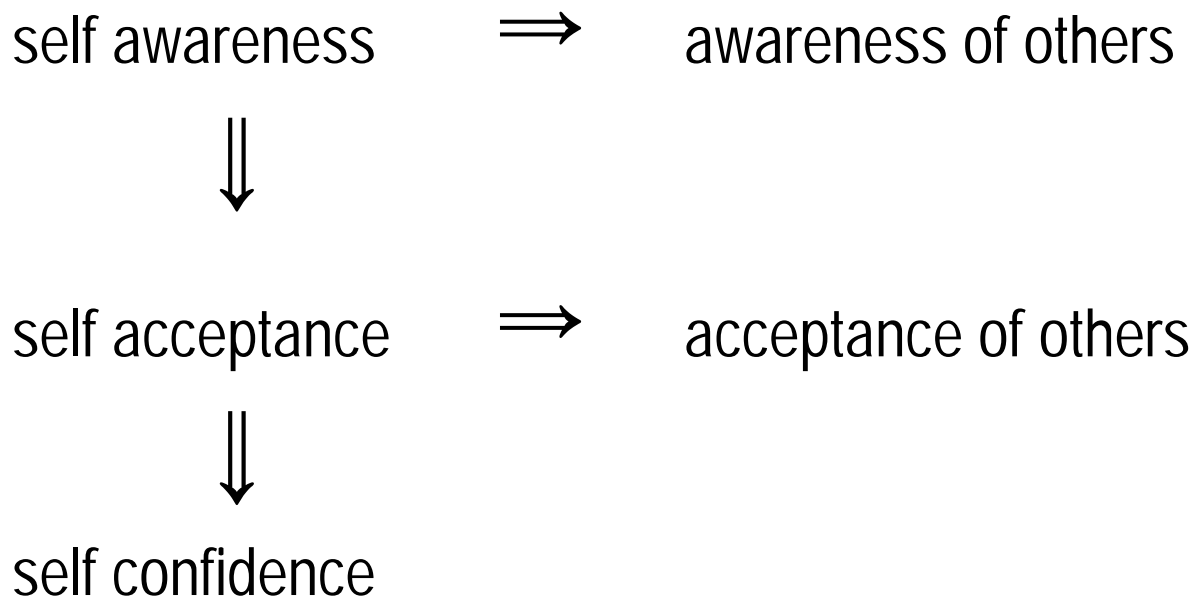 self awareness ⇒ awareness of others
⇓
self acceptance ⇒ acceptance of others
⇓
self confidence